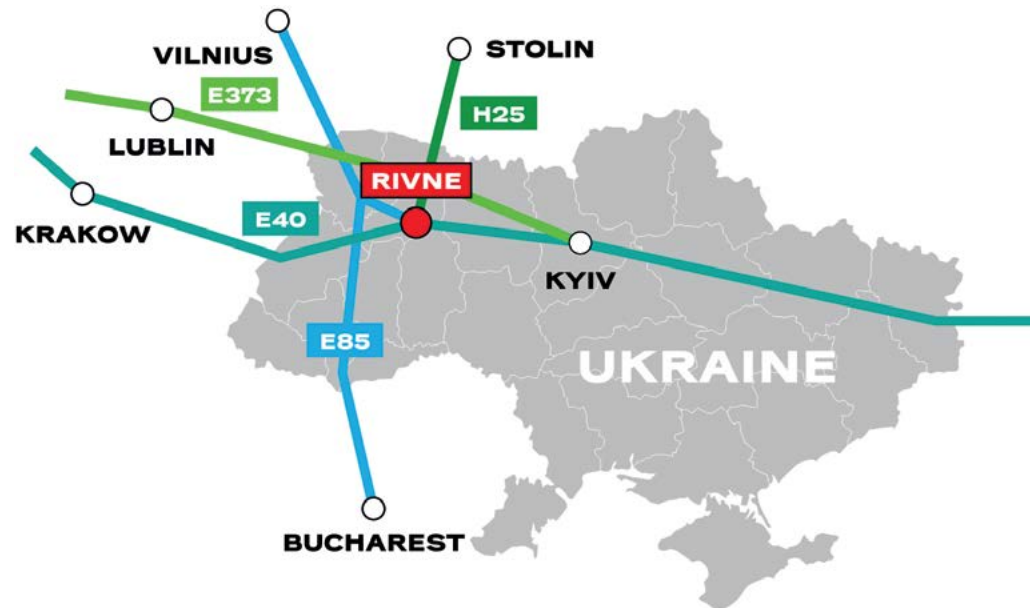 VILNIUS
STOLIN
E373
H25
LUBLIN
RIVNE
E40
KRAKOW
KYIV
E85
UKRAINE
BUCHAREST